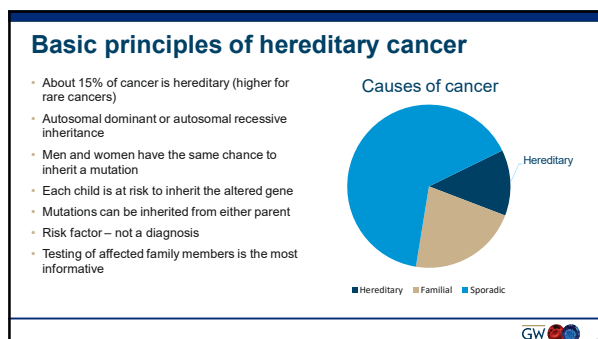 Basic principles of hereditary cancer
• About 15% of cancer is hereditary (higher for
rare cancers)
• Autosomal dominant or autosomal recessive
inheritance
• Men and women have the same chance to
inherit a mutation
• Each child is at risk to inherit the altered gene
• Mutations can be inherited from either parent
• Risk factor – not a diagnosis
• Testing of affected family members is the most
informative
Causes of cancer
Hereditary
Hereditary Familial Sporadic
GW